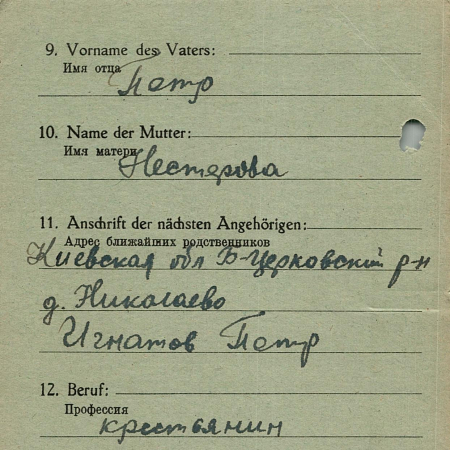 9. Vorname des Vaters:
Имя отца
Петр
10. Name der Mutter:
Имя матери
Нестерова
11. Anschrift der nächsten Angehörigen:
Адрес ближайших родственников
Киевская обл Б-Церковский р-н
д. Николаево
Игнатов Петр
12. Beruf:
Профессия
крестьянин